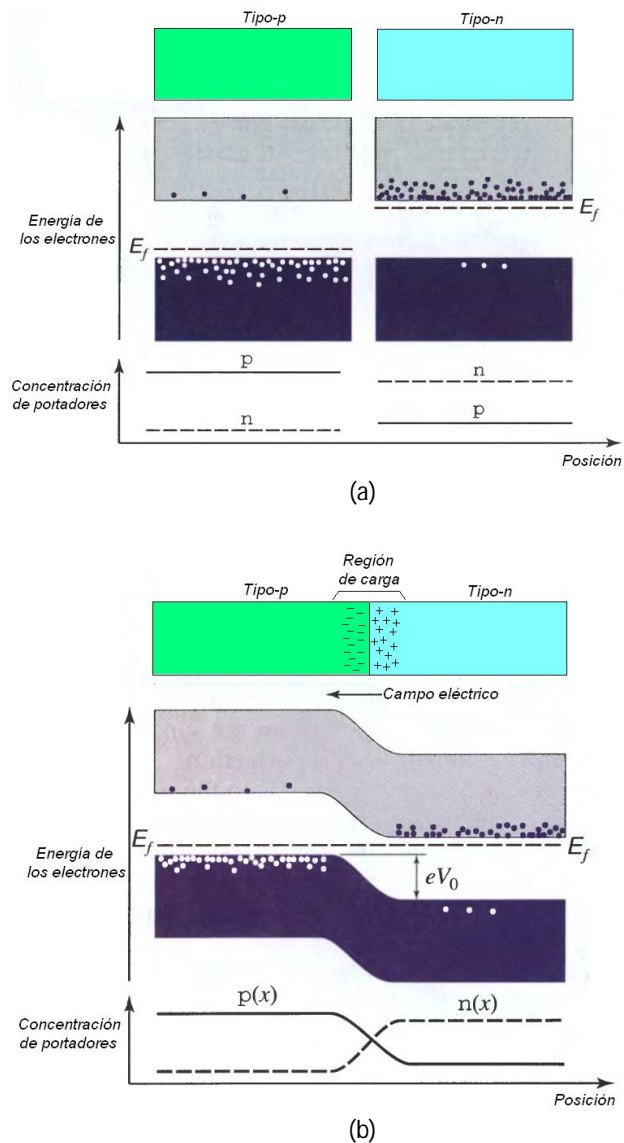 Tipo-p
Tipo-n
Energía de
los electrones
E_f
E_f
Concentración
de portadores
p
n
n
p
Posición
(a)
Región
de carga
Tipo-p
Tipo-n
Campo eléctrico
Energía de
los electrones
E_f
E_f
eV_0
Concentración
de portadores
p(x)
n(x)
Posición
(b)